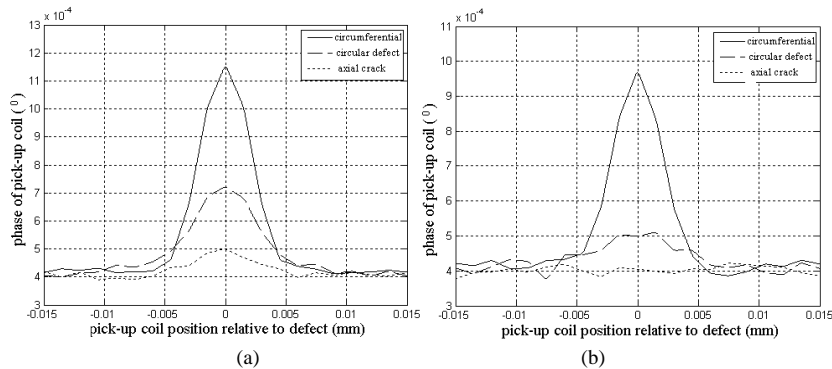 x 10⁻⁴
13
12
11
10
9
8
7
6
5
4
3
phase of pick-up coil ( ⁰)
-0.015 -0.01 -0.005 0 0.005 0.01 0.015
pick-up coil position relative to defect (mm)
circumferential
circular defect
axial crack
(a)
x 10⁻⁴
11
10
9
8
7
6
5
4
3
phase of pick-up coil ( ⁰)
-0.015 -0.01 -0.005 0 0.005 0.01 0.015
pick-up coil position relative to defect (mm)
circumferential
circular defect
axial crack
(b)